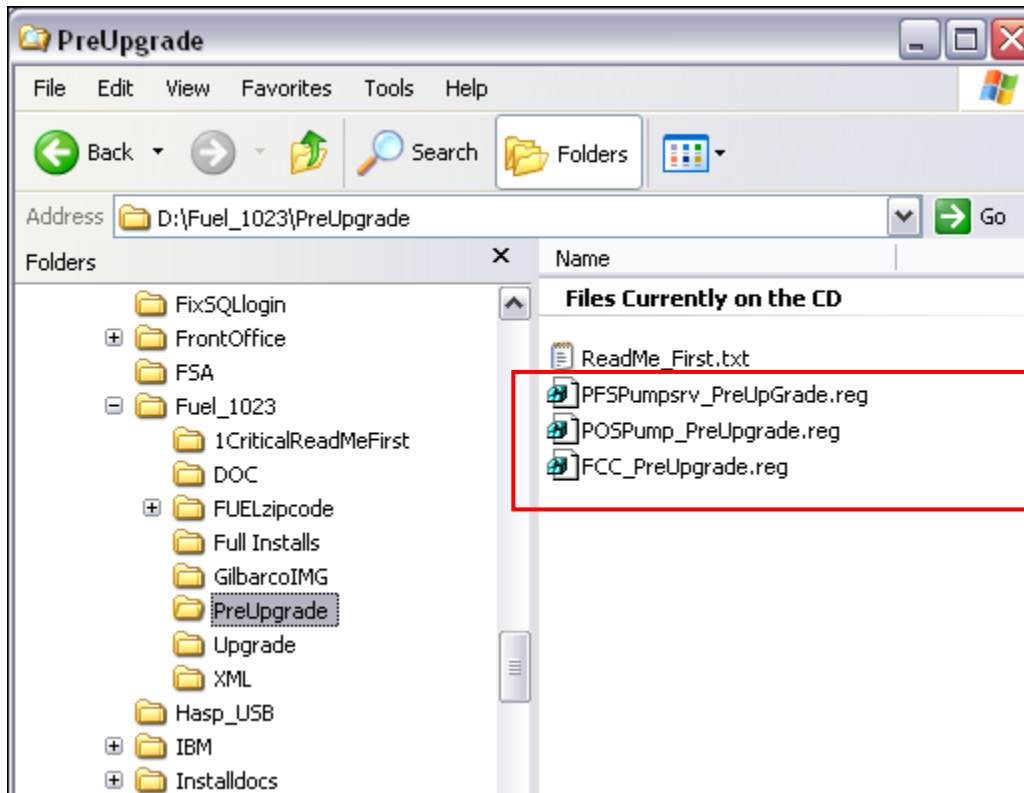 PreUpgrade
File Edit View Favorites Tools Help
Back Search Folders
Address D:\Fuel_1023\PreUpgrade Go
Folders
Name
FixSQLlogin
FrontOffice
FSA
Fuel_1023
1CriticalReadMeFirst
DOC
FUELzipcode
Full Installs
GilbarcoIMG
PreUpgrade
Upgrade
XML
Hasp_USB
IBM
Installdocs
Files Currently on the CD
ReadMe_First.txt
PFSPumpsrv_PreUpGrade.reg
POSPump_PreUpgrade.reg
FCC_PreUpgrade.reg